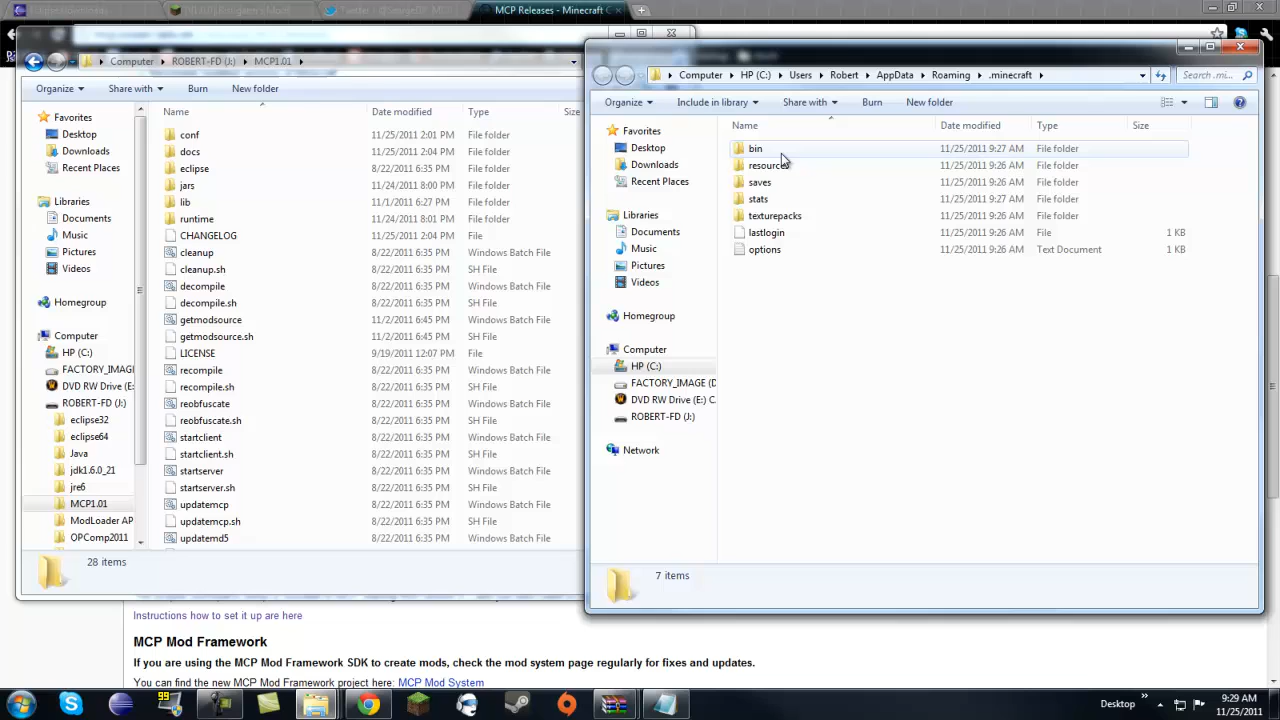 MCP Releases - Minecraft C
Computer ROBERT-FD (J:) MCP1.01
Organize Share with Burn New folder
Name Date modified Type Size
Favorites
Desktop
Downloads
Recent Places
Libraries
Documents
Music
Pictures
Videos
Homegroup
Computer
HP (C:)
FACTORY_IMAGE
DVD RW Drive (E:
ROBERT-FD (J:)
eclipse32
eclipse64
Java
jdk1.6.0_21
jre6
MCP1.01
ModLoader AP
OPComp2011
conf 11/25/2011 2:01 PM File folder
docs 11/25/2011 2:04 PM File folder
eclipse 8/22/2011 6:35 PM File folder
jars 11/24/2011 8:00 PM File folder
lib 11/1/2011 6:27 PM File folder
runtime 11/24/2011 8:01 PM File folder
CHANGELOG 11/25/2011 2:04 PM File
cleanup 8/22/2011 6:35 PM Windows Batch File
cleanup.sh 8/22/2011 6:35 PM SH File
decompile 8/22/2011 6:35 PM Windows Batch File
decompile.sh 8/22/2011 6:35 PM SH File
getmodsource 11/2/2011 6:45 PM Windows Batch File
getmodsource.sh 11/2/2011 6:45 PM SH File
LICENSE 9/19/2011 12:07 PM File
recompile 8/22/2011 6:35 PM Windows Batch File
recompile.sh 8/22/2011 6:35 PM SH File
reobfuscate 8/22/2011 6:35 PM Windows Batch File
reobfuscate.sh 8/22/2011 6:35 PM SH File
startclient 8/22/2011 6:35 PM Windows Batch File
startclient.sh 8/22/2011 6:35 PM SH File
startserver 8/22/2011 6:35 PM Windows Batch File
startserver.sh 8/22/2011 6:35 PM SH File
updatemcp 8/22/2011 6:35 PM Windows Batch File
updatemcp.sh 8/22/2011 6:35 PM SH File
updatemd5 8/22/2011 6:35 PM Windows Batch File
28 items
Computer HP (C:) Users Robert AppData Roaming .minecraft Search .mi...
Organize Include in library Share with Burn New folder
Name Date modified Type Size
Favorites
Desktop
Downloads
Recent Places
Libraries
Documents
Music
Pictures
Videos
Homegroup
Computer
HP (C:)
FACTORY_IMAGE (D
DVD RW Drive (E:) C
ROBERT-FD (J:)
Network
bin 11/25/2011 9:27 AM File folder
resources 11/25/2011 9:26 AM File folder
saves 11/25/2011 9:26 AM File folder
stats 11/25/2011 9:27 AM File folder
texturepacks 11/25/2011 9:26 AM File folder
lastlogin 11/25/2011 9:26 AM File 1 KB
options 11/25/2011 9:26 AM Text Document 1 KB
7 items
Instructions how to set it up are here
MCP Mod Framework
If you are using the MCP Mod Framework SDK to create mods, check the mod system page regularly for fixes and updates.
You can find the new MCP Mod Framework project here: MCP Mod System
99
Desktop
9:29 AM
11/25/2011